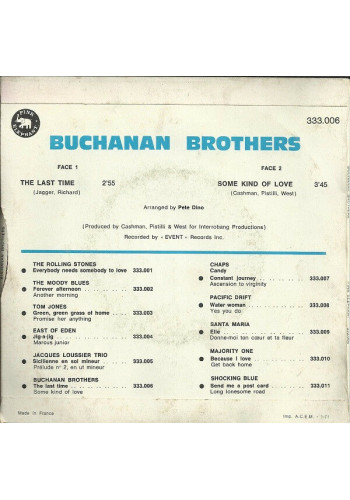 PINK
ELEPHANT
333.006
BUCHANAN BROTHERS
FACE 1
THE LAST TIME 2'55
(Jagger, Richard)
FACE 2
SOME KIND OF LOVE 3'45
(Cashman, Pistilli, West)
Arranged by Pete Dino
(Produced by Cashman, Pistilli & West for Interrobang Productions)
Recorded by « EVENT » Records Inc.
THE ROLLING STONES
Everybody needs somebody to love 333.001
THE MOODY BLUES
Forever afternoon 333.002
Another morning
TOM JONES
Green, green grass of home 333.003
Promise her anything
EAST OF EDEN
Jig-a-jig 333.004
Marcus junior
JACQUES LOUSSIER TRIO
Sicilienne en sol mineur 333.005
Prélude n° 2, en ut mineur
BUCHANAN BROTHERS
The last time 333.006
Some kind of love
CHAPS
Candy
Constant journey 333.007
Ascension to virginity
PACIFIC DRIFT
Water woman 333.008
Yes you do
SANTA MARIA
Elle 333.009
Donne-moi ton cœur et ta fleur
MAJORITY ONE
Because I love 333.010
Get back home
SHOCKING BLUE
Send me a post card 333.011
Long lonesome road
Made in France
Imp. A.C.E.M.